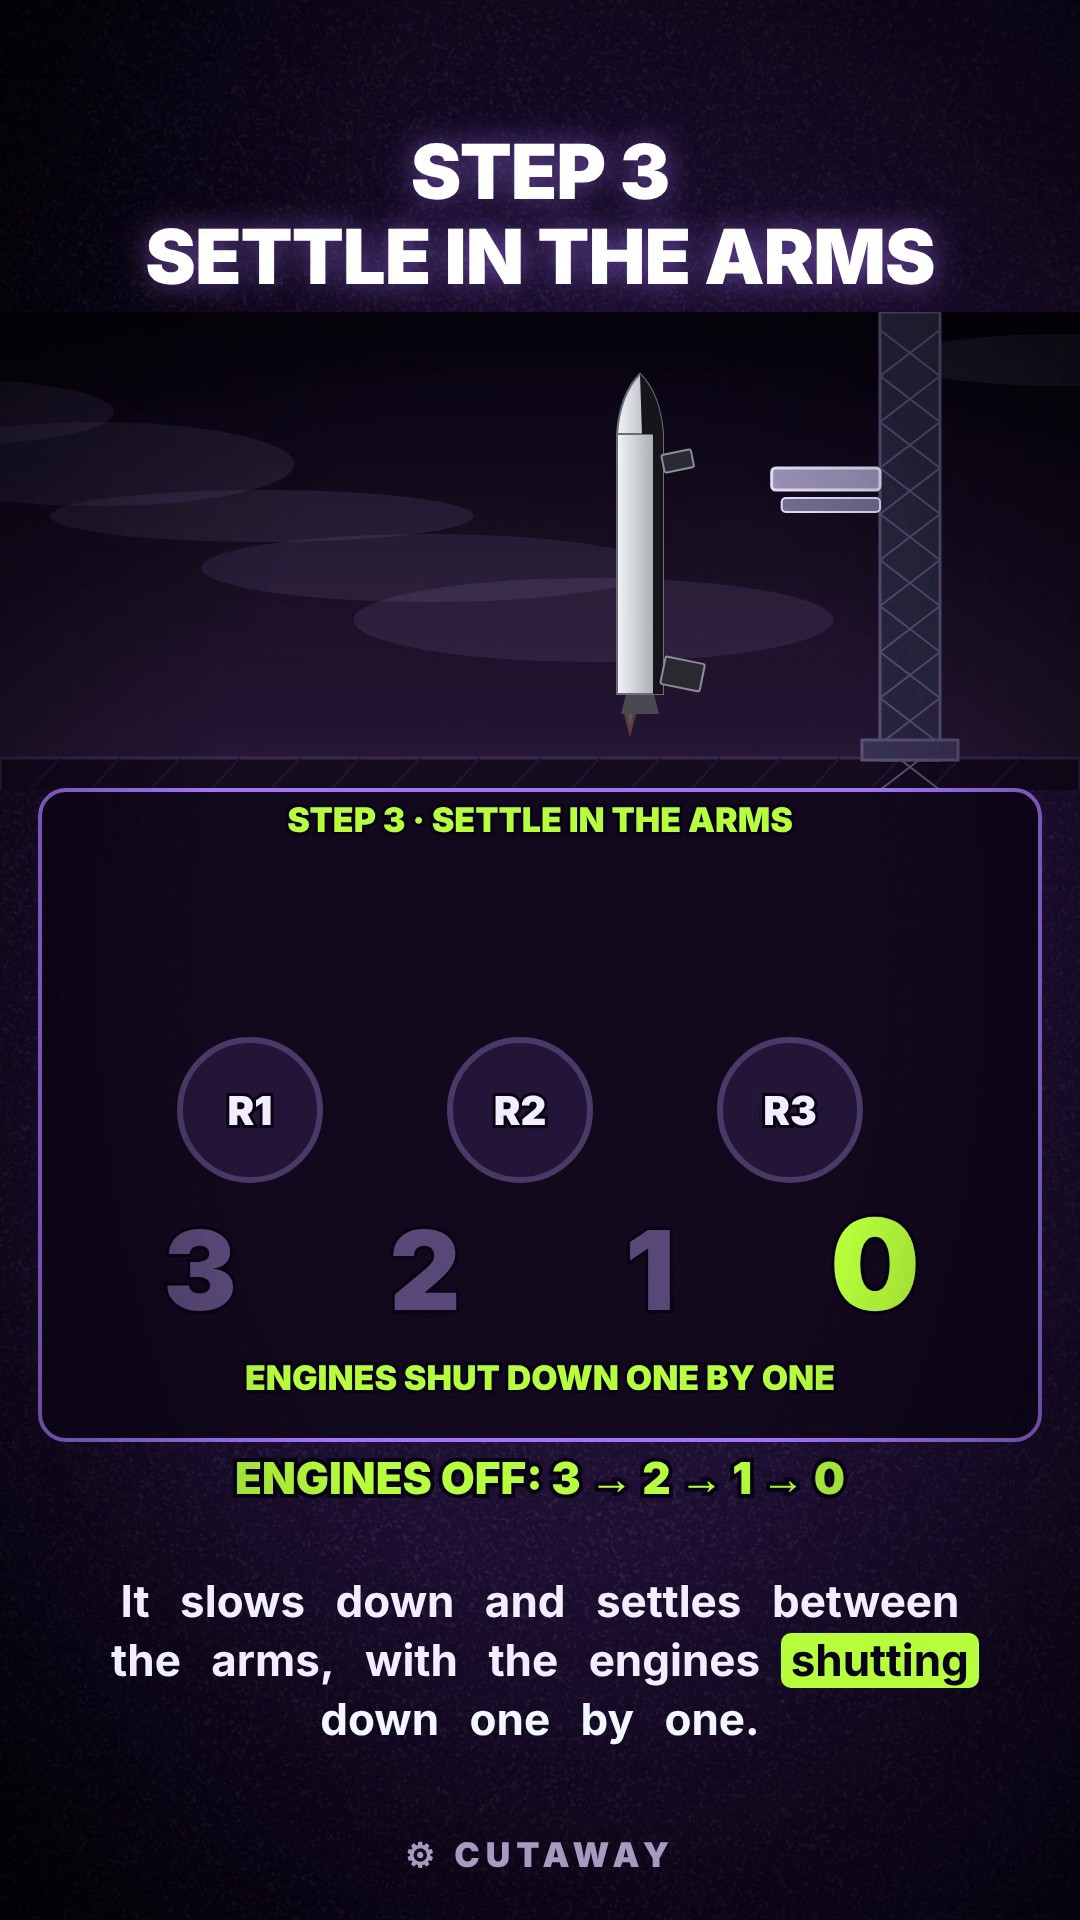 STEP 3
SETTLE IN THE ARMS
STEP 3 · SETTLE IN THE ARMS
R1 R2 R3
3 2 1 0
ENGINES SHUT DOWN ONE BY ONE
ENGINES OFF: 3 → 2 → 1 → 0
It slows down and settles between
the arms, with the engines shutting
down one by one.
⚙ CUTAWAY